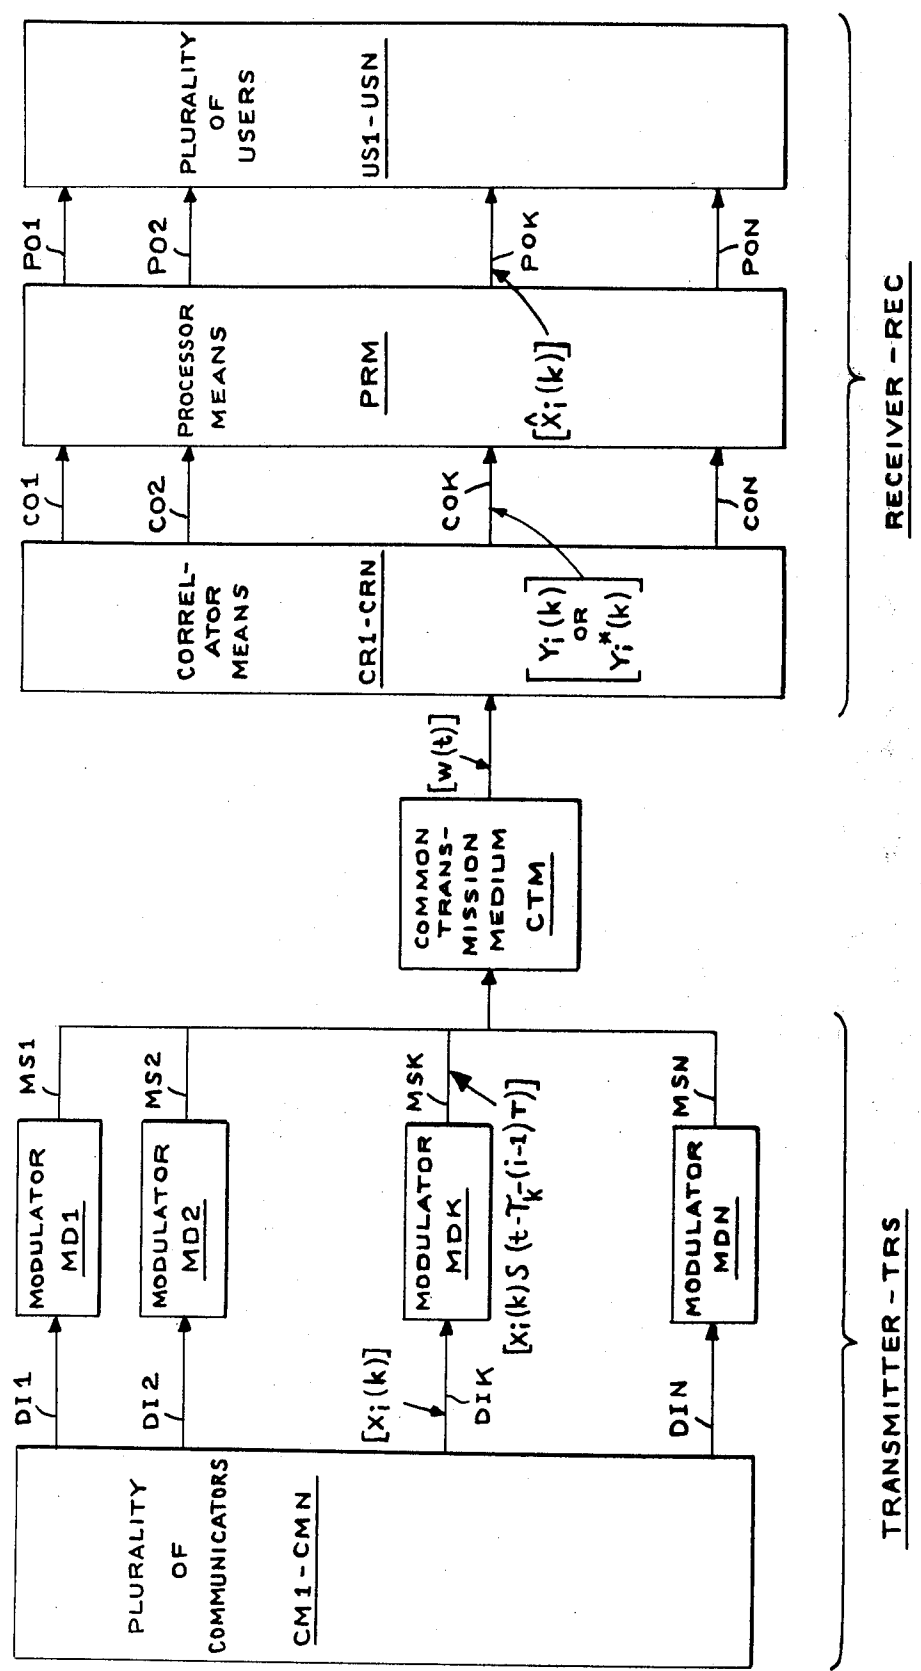 PLURALITY
OF
COMMUNICATORS
CM1-CMN
DI1
DI2
[Xi(k)]
DIK
DIN
MODULATOR
MD1
MODULATOR
MD2
MODULATOR
MDK
[Xi(k)S(t-τk-(i-1)T)]
MODULATOR
MDN
MS1
MS2
MSK
MSN
TRANSMITTER-TRS
COMMON
TRANS-
MISSION
MEDIUM
CTM
[w(t)]
CORREL-
ATOR
MEANS
CR1-CRN
[Yi(k)
OR
Yi*(k)]
CO1
CO2
COK
CON
PROCESSOR
MEANS
PRM
[X̂i(k)]
PO1
PO2
POK
PON
PLURALITY
OF
USERS
US1-USN
RECEIVER-REC